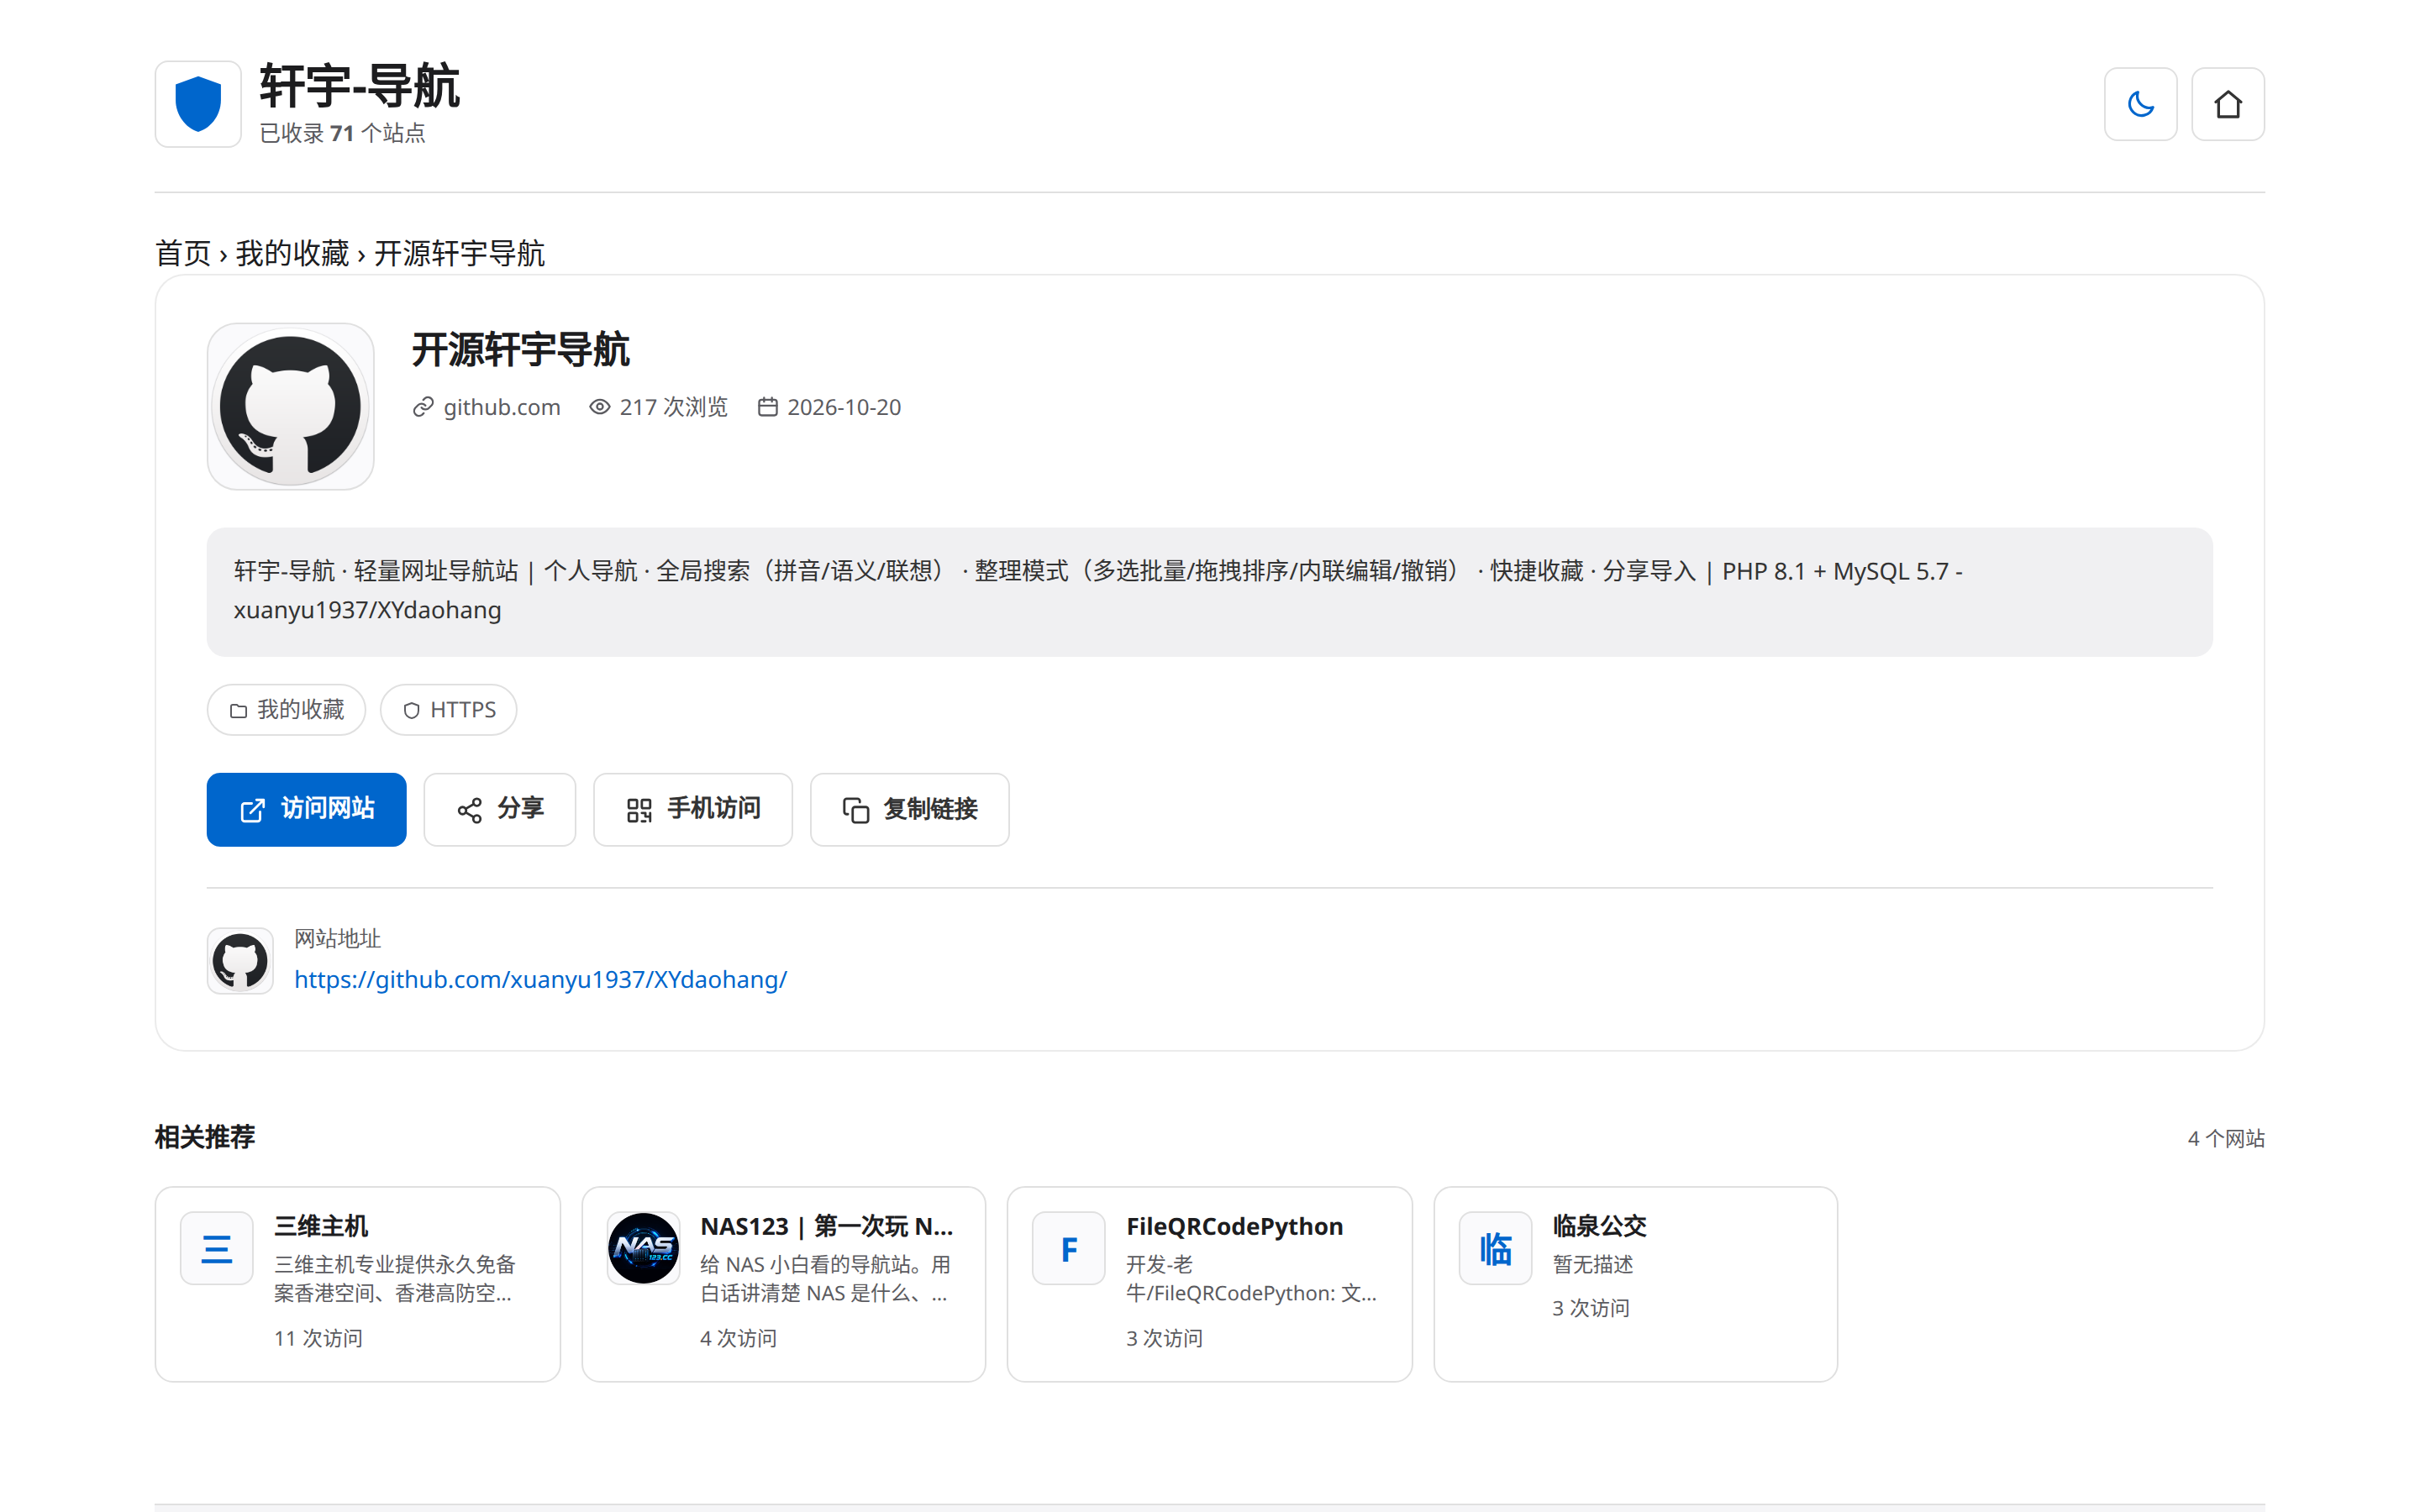 轩宇-导航
已收录 71 个站点
首页 › 我的收藏 › 开源轩宇导航
开源轩宇导航
github.com 217 次浏览 2026-10-20
轩宇-导航 · 轻量网址导航站 | 个人导航 · 全局搜索（拼音/语义/联想） · 整理模式（多选批量/拖拽排序/内联编辑/撤销） · 快捷收藏 · 分享导入 | PHP 8.1 + MySQL 5.7 -
xuanyu1937/XYdaohang
我的收藏 HTTPS
访问网站 分享 手机访问 复制链接
网站地址
https://github.com/xuanyu1937/XYdaohang/
相关推荐
4 个网站
三
三维主机
三维主机专业提供永久免备
案香港空间、香港高防空...
11 次访问
NAS
123.CC
NAS123 | 第一次玩 N...
给 NAS 小白看的导航站。用
白话讲清楚 NAS 是什么、...
4 次访问
F
FileQRCodePython
开发-老
牛/FileQRCodePython: 文...
3 次访问
临
临泉公交
暂无描述
3 次访问